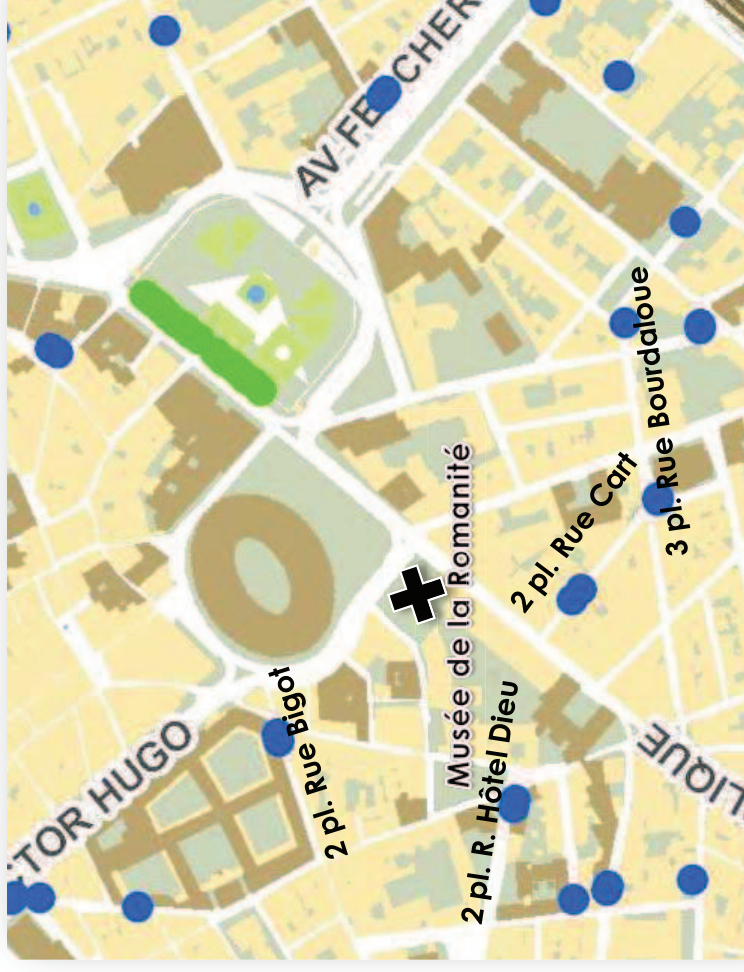 AV FEUCHER
3 pl. Rue Bourdaloue
2 pl. Rue Cart
Musée de la Romanité
2 pl. Rue Bigot
2 pl. R. Hôtel Dieu
TOR HUGO
LIQUE